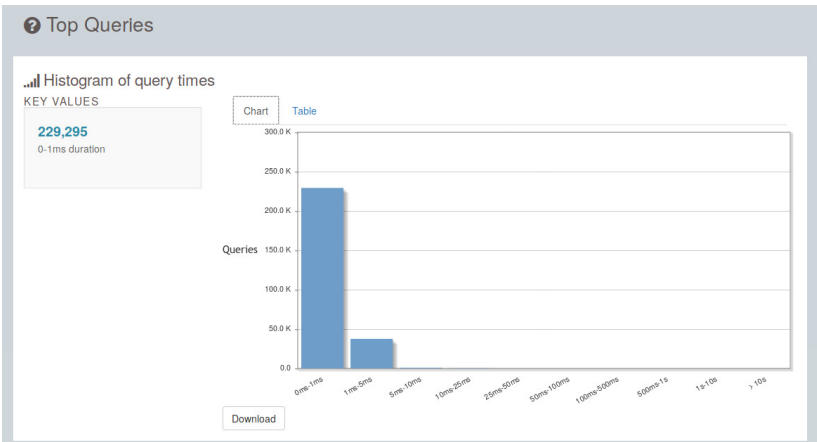 Top Queries
Histogram of query times
KEY VALUES
229,295
0-1ms duration
Chart Table
300.0 K
250.0 K
200.0 K
Queries 150.0 K
100.0 K
50.0 K
0.0
0ms-1ms 1ms-5ms 5ms-10ms 10ms-25ms 25ms-50ms 50ms-100ms 100ms-500ms 500ms-1s 1s-10s > 10s
Download